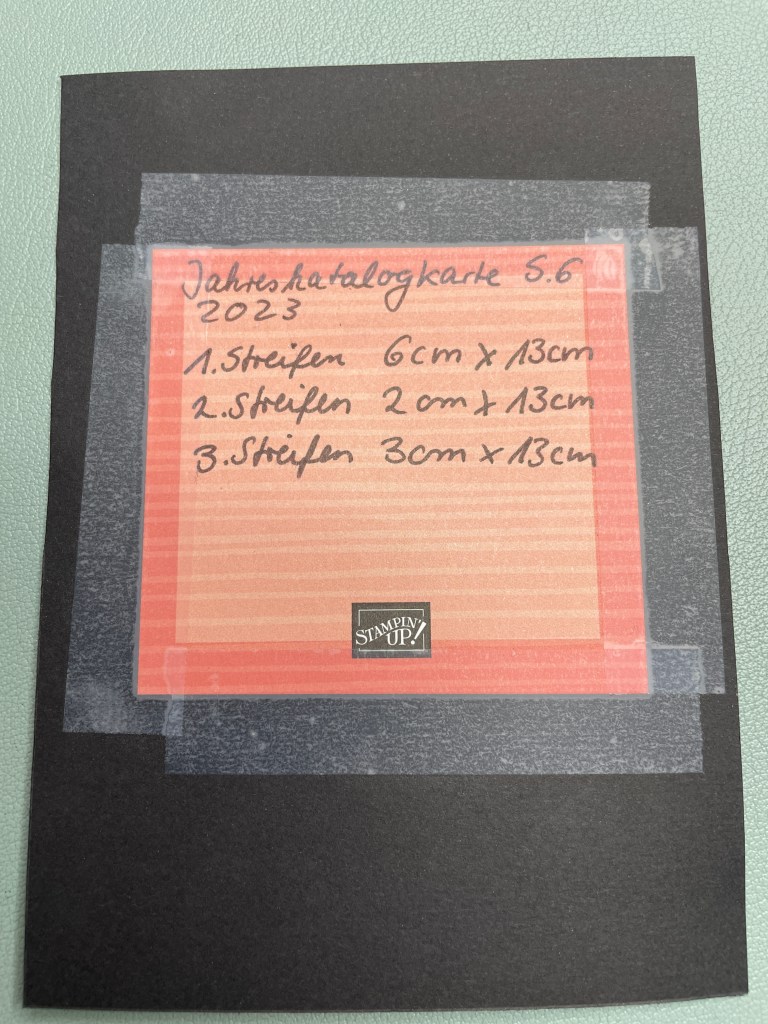 Jahreskatalogkarte S.6
2023
1. Streifen 6cm x 13cm
2. Streifen 2cm x 13cm
3. Streifen 3cm x 13cm
STAMPIN'
UP!